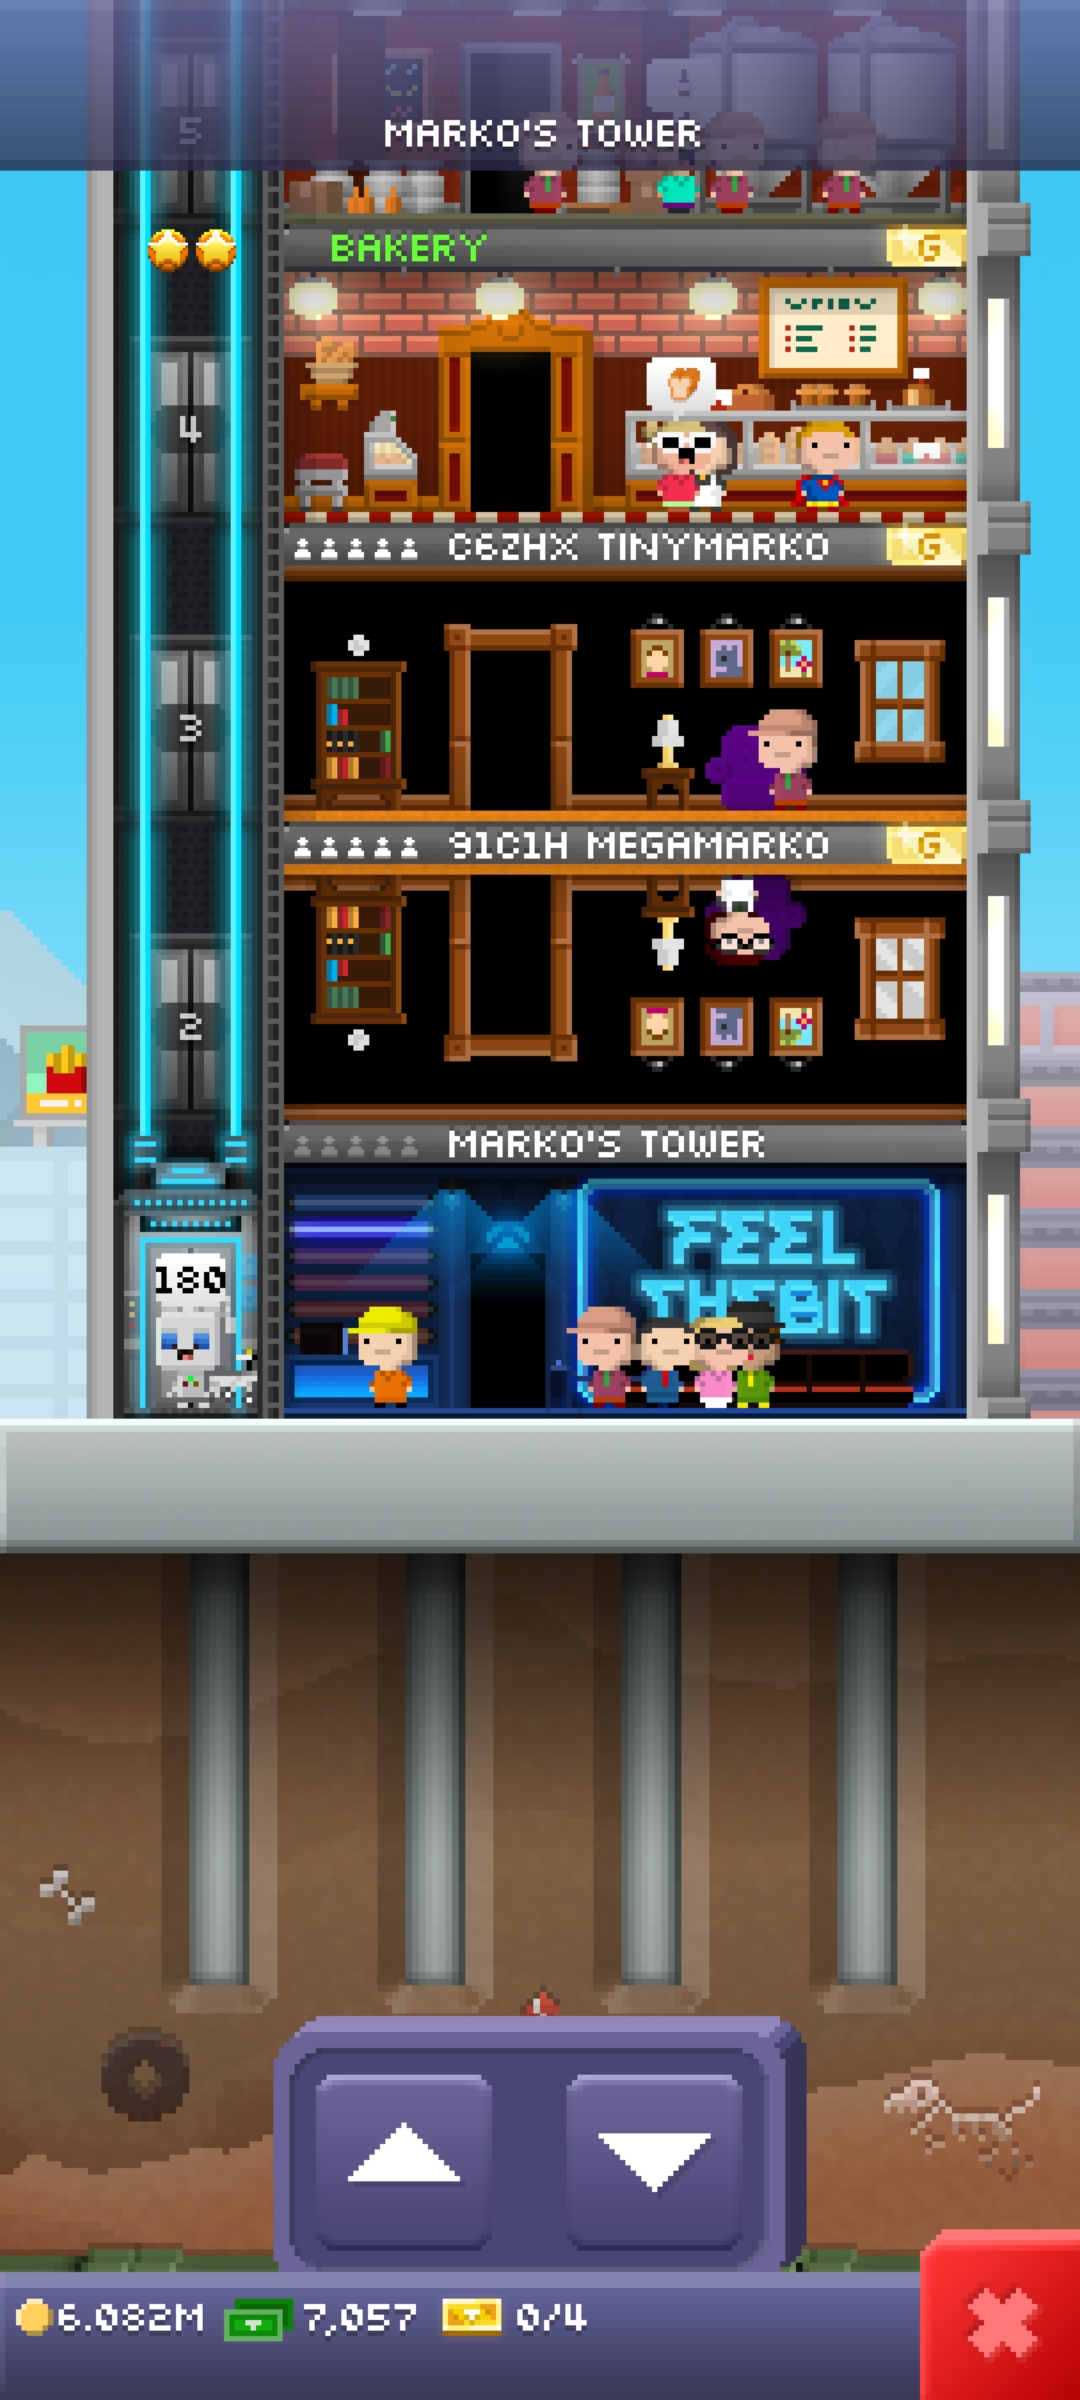 MARKO'S TOWER
5
BAKERY
G
4
C6ZHX TINYMARKO
G
3
91C1H MEGAMARKO
G
2
MARKO'S TOWER
FEEL
THEBIT
180
6.082M
7,057
0/4